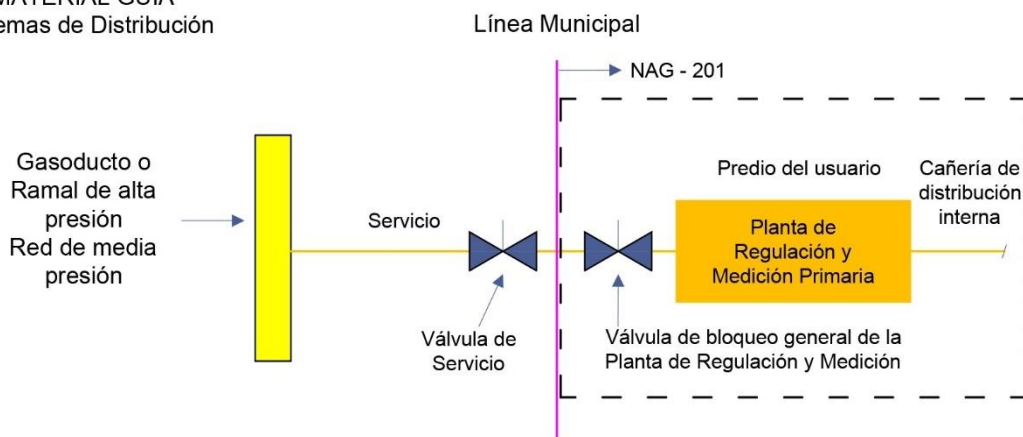 Sistemas de Distribución
Línea Municipal
NAG - 201
Gasoducto o
Ramal de alta
presión
Red de media
presión
Servicio
Válvula de
Servicio
Predio del usuario
Planta de
Regulación y
Medición Primaria
Cañería de
distribución
interna
Válvula de bloqueo general de la
Planta de Regulación y Medición